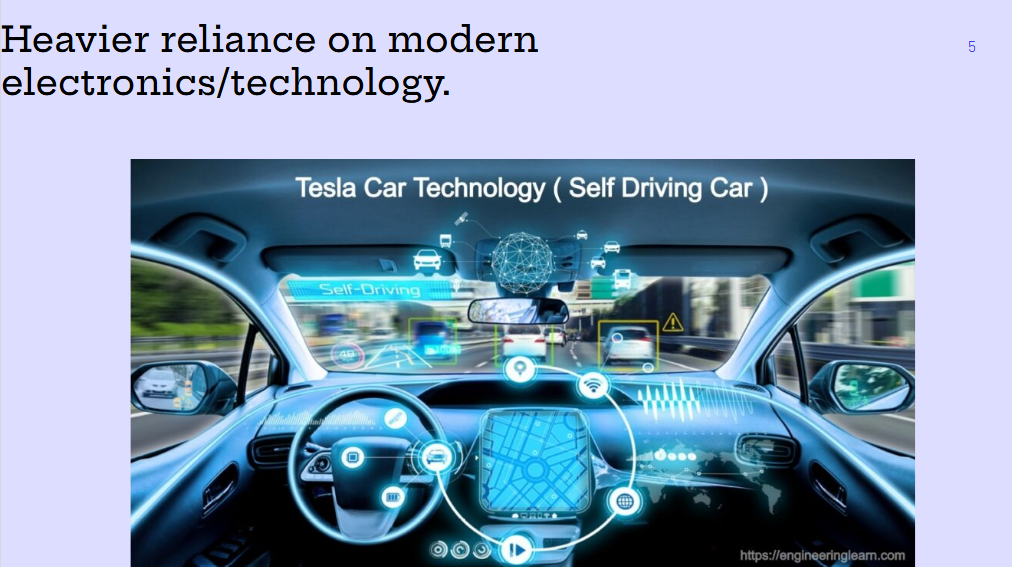 Heavier reliance on modern
electronics/technology.
5
Tesla Car Technology ( Self Driving Car )
Self-Driving
https://engineeringlearn.com